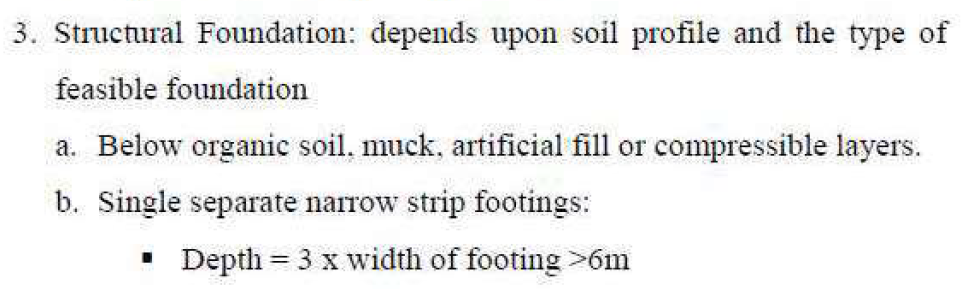 3. Structural Foundation: depends upon soil profile and the type of
feasible foundation
a. Below organic soil, muck, artificial fill or compressible layers.
b. Single separate narrow strip footings:
▪ Depth = 3 x width of footing >6m